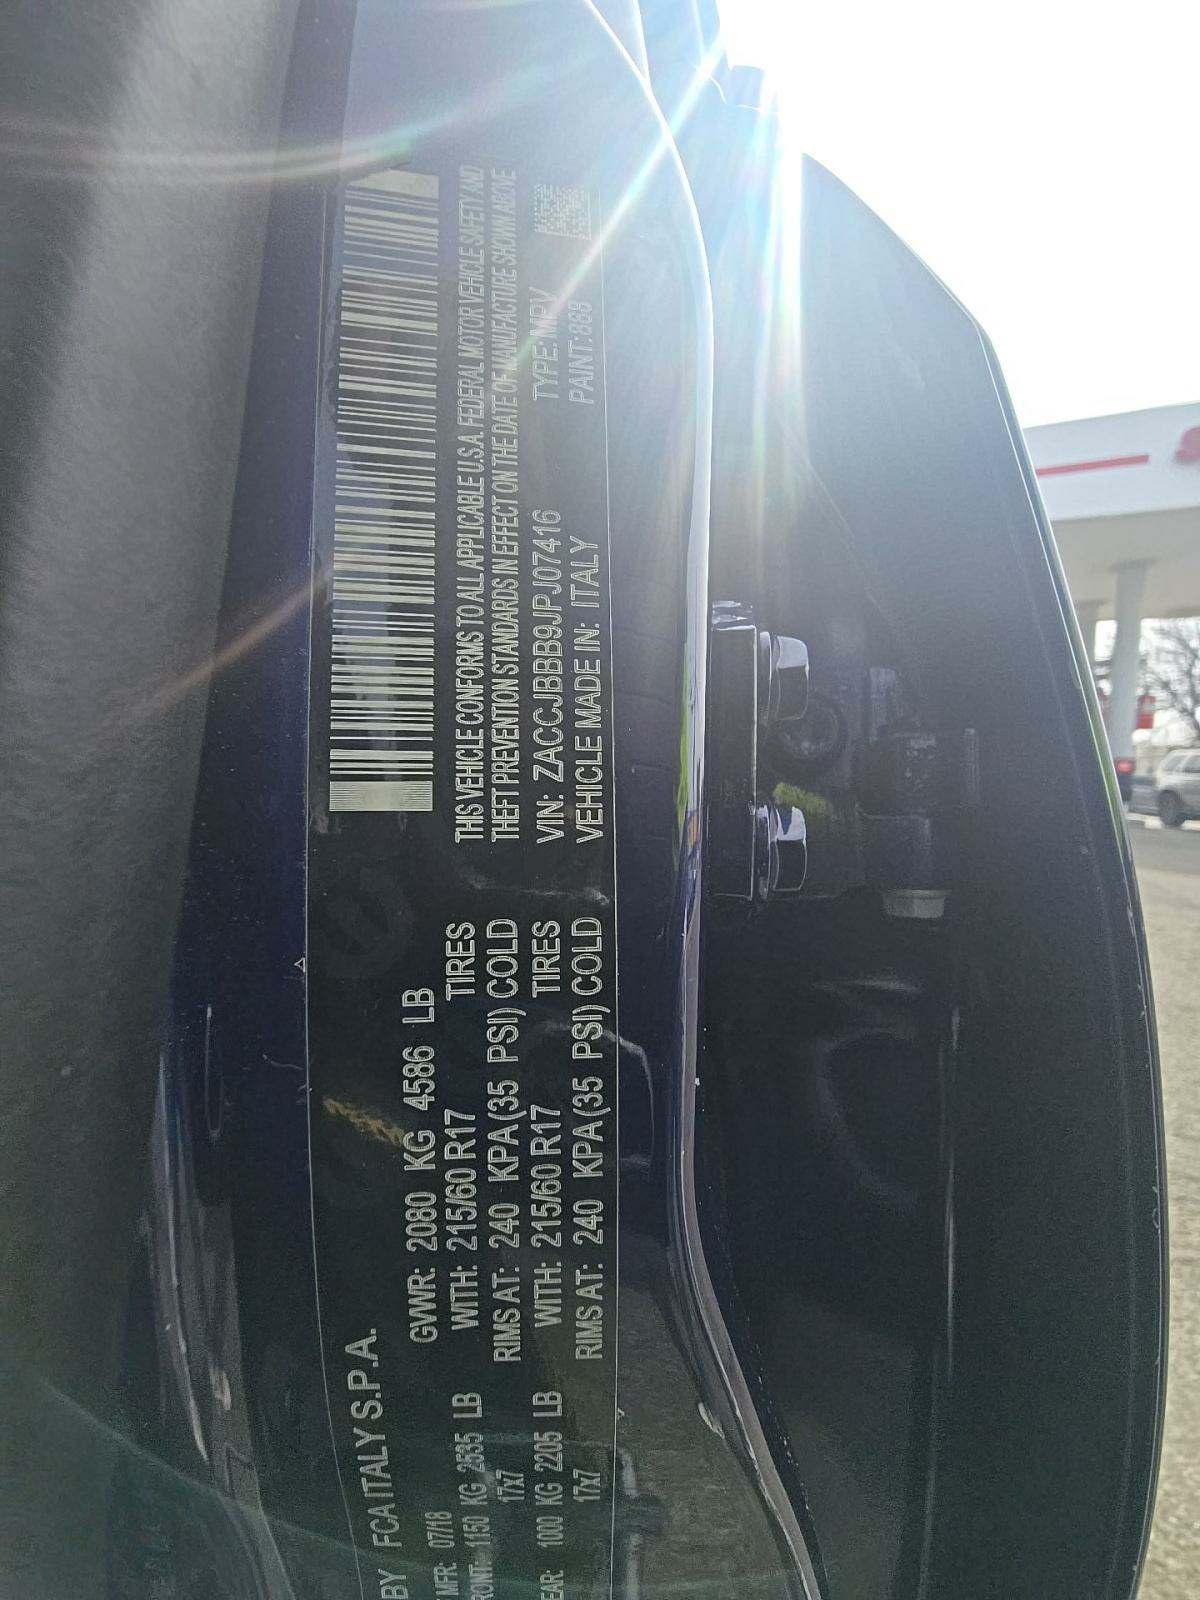 BY FCA ITALY S.P.A.
MFR: 07/18 GVWR: 2080 KG 4586 LB
RONT: 1150 KG 2535 LB WITH: 215/60 R17 TIRES
17x7 RIMS AT: 240 KPA(35 PSI) COLD
EAR: 1000 KG 2205 LB WITH: 215/60 R17 TIRES
17x7 RIMS AT: 240 KPA(35 PSI) COLD
THIS VEHICLE CONFORMS TO ALL APPLICABLE U.S.A. FEDERAL MOTOR VEHICLE SAFETY AND
THEFT PREVENTION STANDARDS IN EFFECT ON THE DATE OF MANUFACTURE SHOWN ABOVE
VIN: ZACCJBBB9JPJ07416 TYPE: MPV
VEHICLE MADE IN: ITALY PAINT: 888